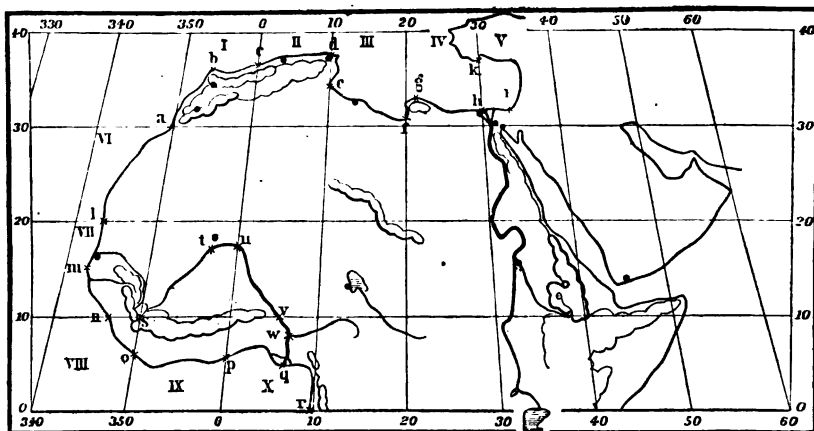 330 340 350 0 10 20 30 40 50 60
I II III IV V
40 40
b c d
k
g
e
h i
a f
30 30
VI
l
20 20
VII
t u
m
n s v
10 10
w
VIII o p q
IX X
r
0 0
340 350 0 10 20 30 40 50 60